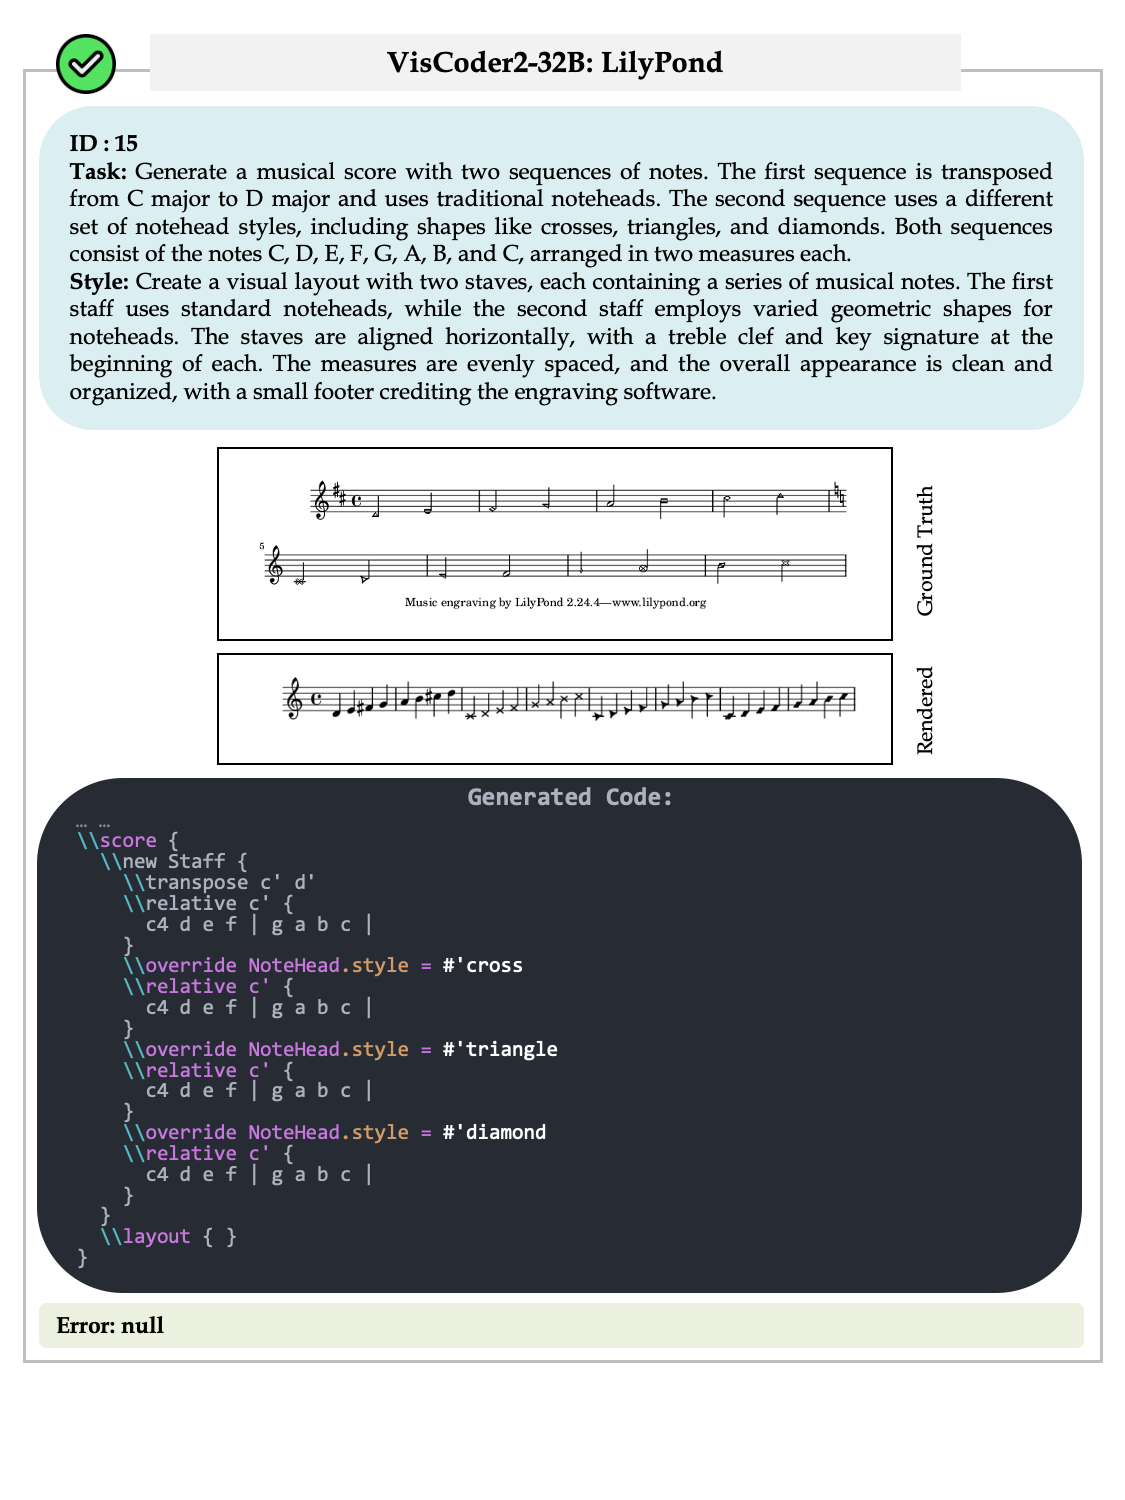 VisCoder2-32B: LilyPond
ID : 15
Task: Generate a musical score with two sequences of notes. The first sequence is transposed
from C major to D major and uses traditional noteheads. The second sequence uses a different
set of notehead styles, including shapes like crosses, triangles, and diamonds. Both sequences
consist of the notes C, D, E, F, G, A, B, and C, arranged in two measures each.
Style: Create a visual layout with two staves, each containing a series of musical notes. The first
staff uses standard noteheads, while the second staff employs varied geometric shapes for
noteheads. The staves are aligned horizontally, with a treble clef and key signature at the
beginning of each. The measures are evenly spaced, and the overall appearance is clean and
organized, with a small footer crediting the engraving software.
5
Music engraving by LilyPond 2.24.4—www.lilypond.org
Ground Truth
Rendered
Generated Code:
… …
\\score {
  \\new Staff {
    \\transpose c' d'
    \\relative c' {
      c4 d e f | g a b c |
    }
    \\override NoteHead.style = #'cross
    \\relative c' {
      c4 d e f | g a b c |
    }
    \\override NoteHead.style = #'triangle
    \\relative c' {
      c4 d e f | g a b c |
    }
    \\override NoteHead.style = #'diamond
    \\relative c' {
      c4 d e f | g a b c |
    }
  }
  \\layout { }
}
Error: null